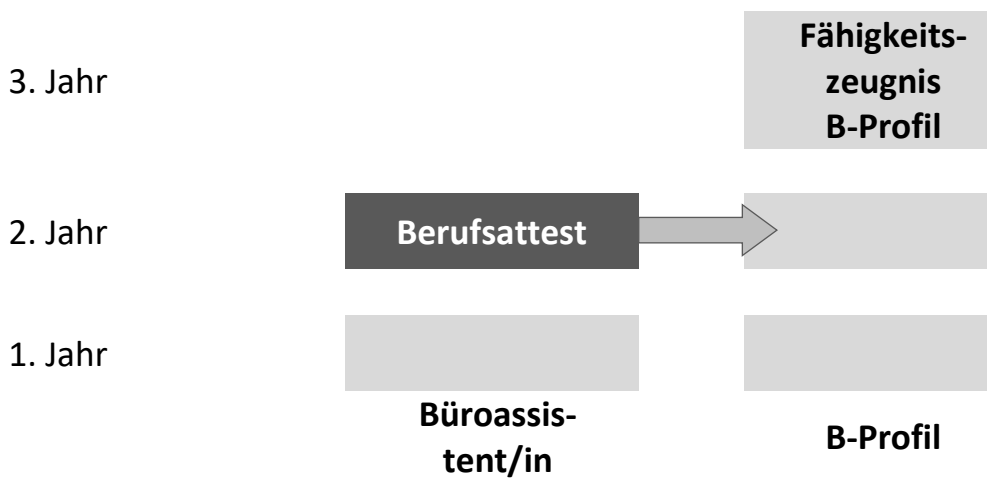 3. Jahr
Fähigkeits-
zeugnis
B-Profil
2. Jahr
Berufsattest
1. Jahr
Büroassis-
tent/in
B-Profil